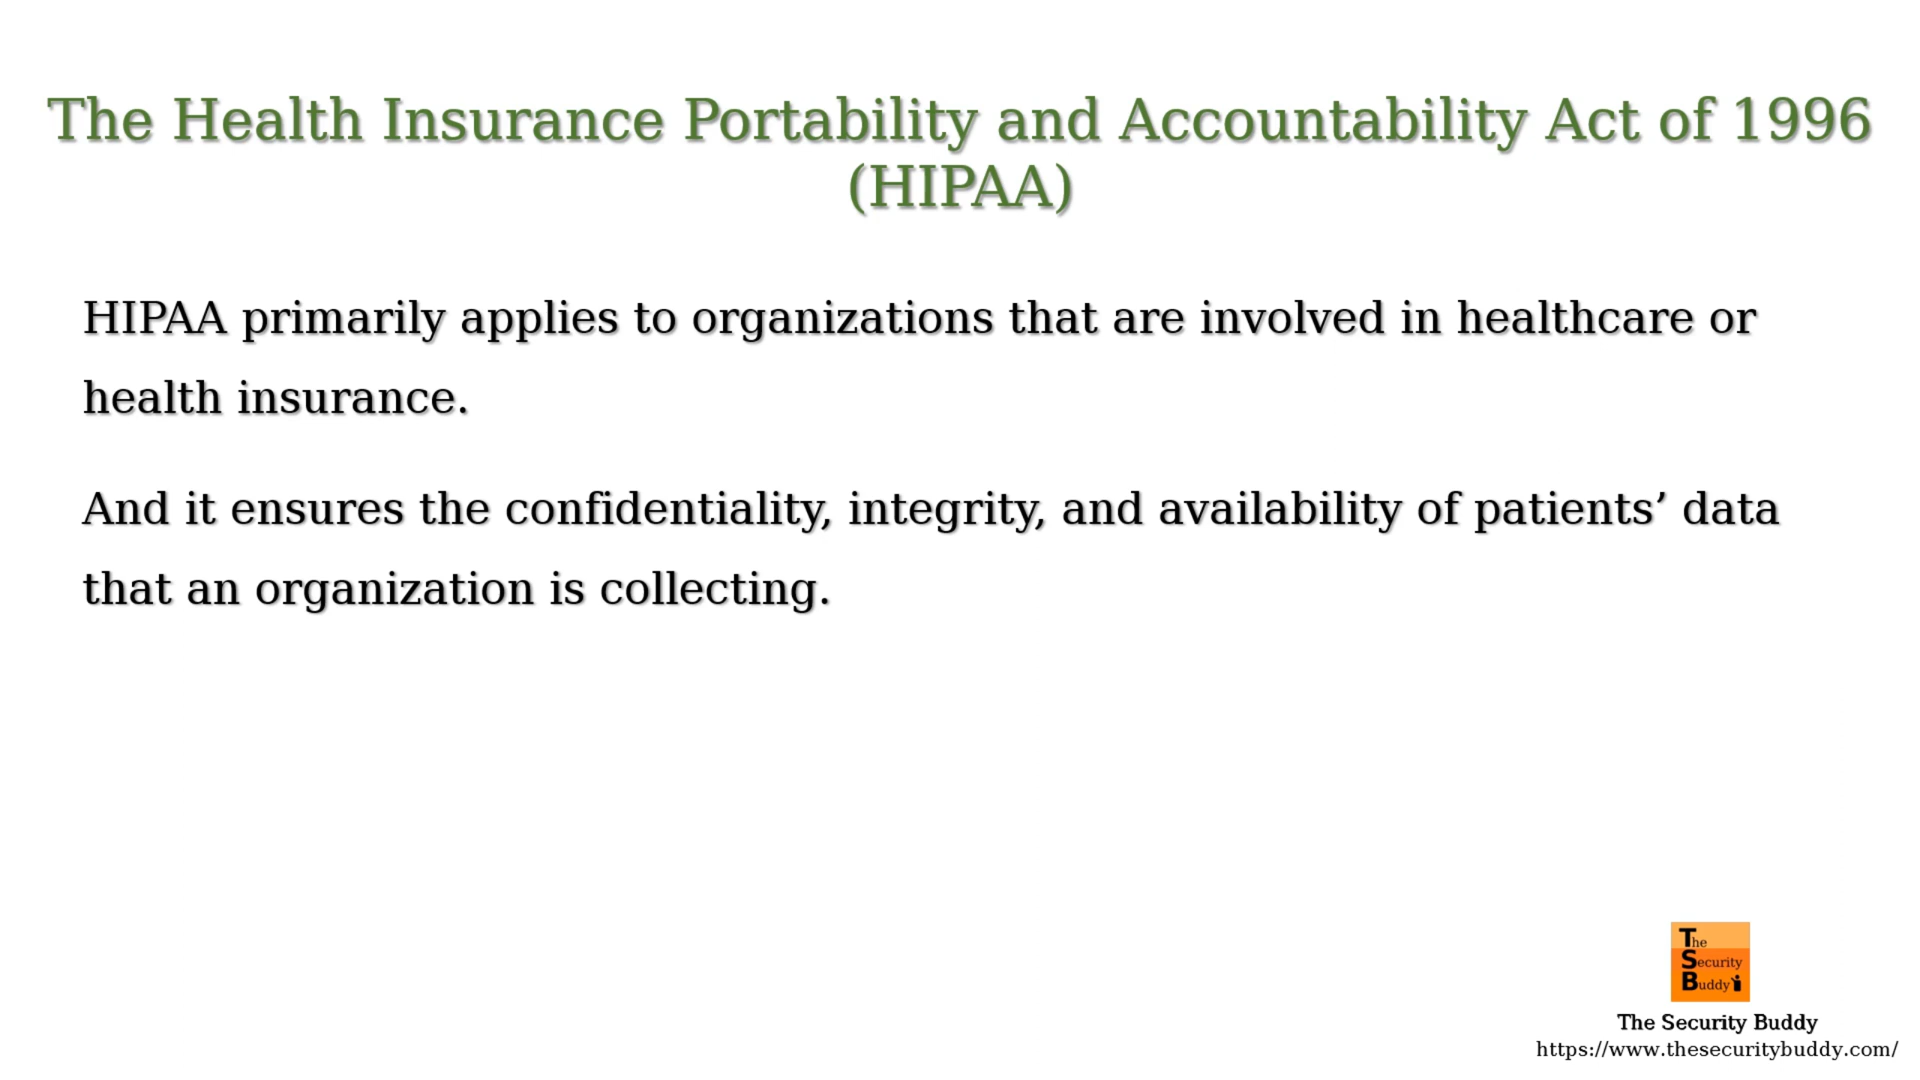 The Health Insurance Portability and Accountability Act of 1996
(HIPAA)
HIPAA primarily applies to organizations that are involved in healthcare or
health insurance.
And it ensures the confidentiality, integrity, and availability of patients’ data
that an organization is collecting.
The
Security
Buddy
The Security Buddy
https://www.thesecuritybuddy.com/